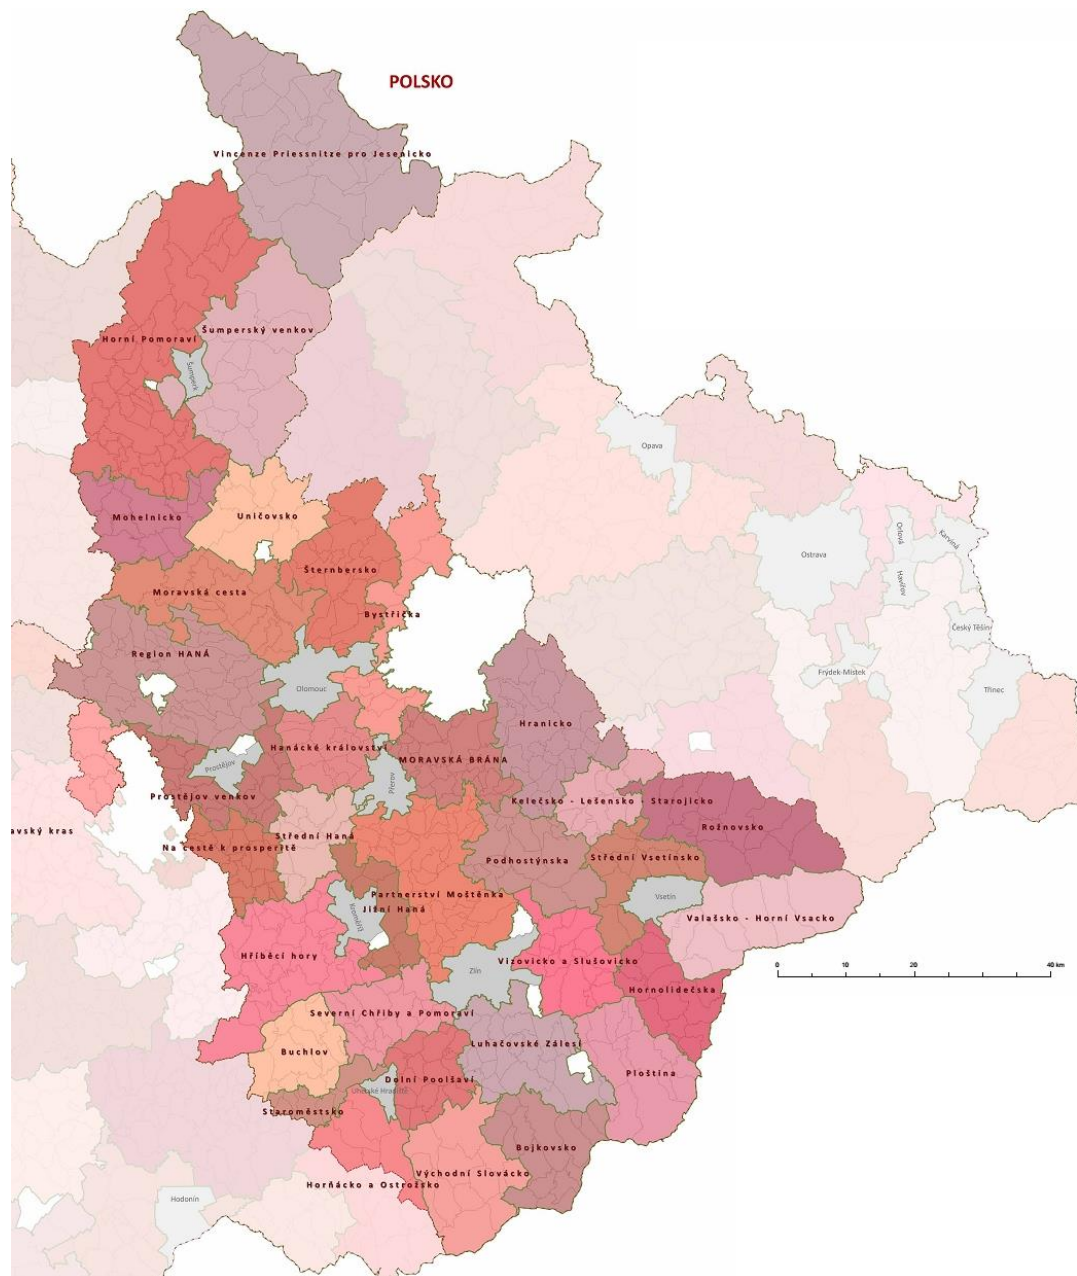 POLSKO
Vincenze Priessnitze pro Jesenicko
Šumperský venkov
Horní Pomoraví
Šumperk
Opava
Mohelnicko
Uničovsko
Orlová
Karviná
Ostrava
Šternbersko
Havířov
Moravská cesta
Bystřička
Český Těšín
Region HANÁ
Frýdek-Místek
Olomouc
Třinec
Hranicko
Hanácké království
MORAVSKÁ BRÁNA
Prostějov
Přerov
Prostějov venkov
Kelečsko - Lešensko - Starojicko
Rožnovsko
avský kras
Střední Haná
Na cestě k prosperitě
Podhostýnska
Střední Vsetínsko
Partnerství Moštěnka
Vsetín
Jižní Haná
Kroměříž
Valašsko - Horní Vsacko
Hříběcí hory
Vizovicko a Slušovicko
Zlín
0 10 20 40 km
Hornolidečska
Severní Chřiby a Pomoraví
Luhačovské Zálesí
Buchlov
Ploština
Dolní Poolšaví
Uherské Hradiště
Staroměstsko
Bojkovsko
Východní Slovácko
Horňácko a Ostrožsko
Hodonín